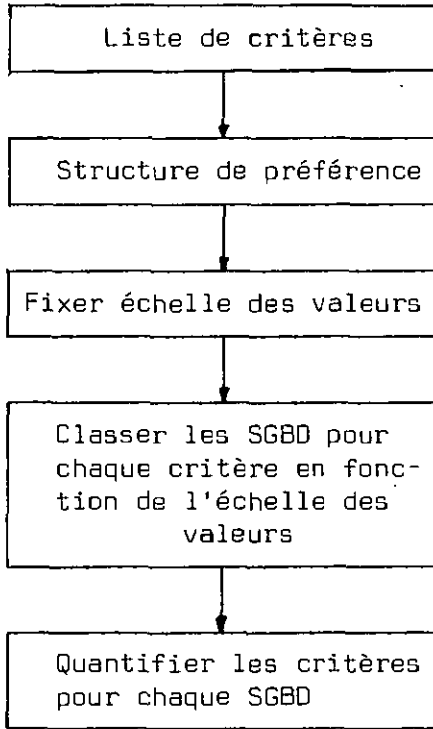 Liste de critères
Structure de préférence
Fixer échelle des valeurs
Classer les SGBD pour
chaque critère en fonc-
tion de l'échelle des
valeurs
Quantifier les critères
pour chaque SGBD